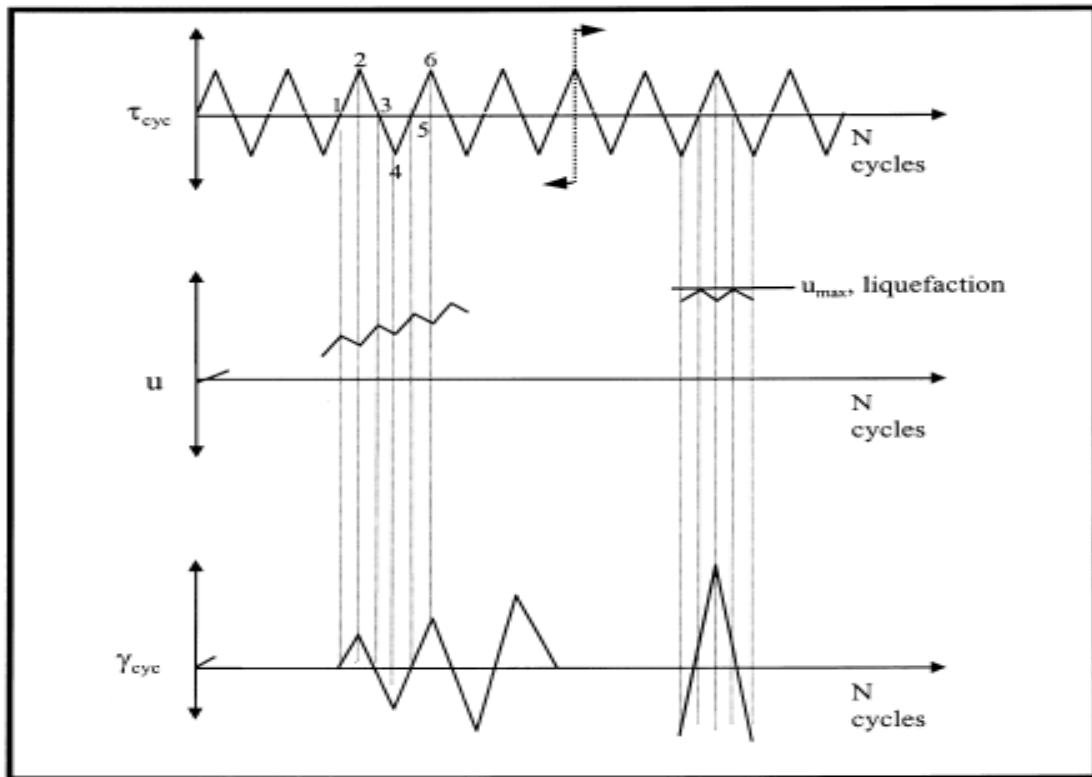 2
6
1
3
5
4
τcyc
N
cycles
umax, liquefaction
u
N
cycles
γcyc
N
cycles